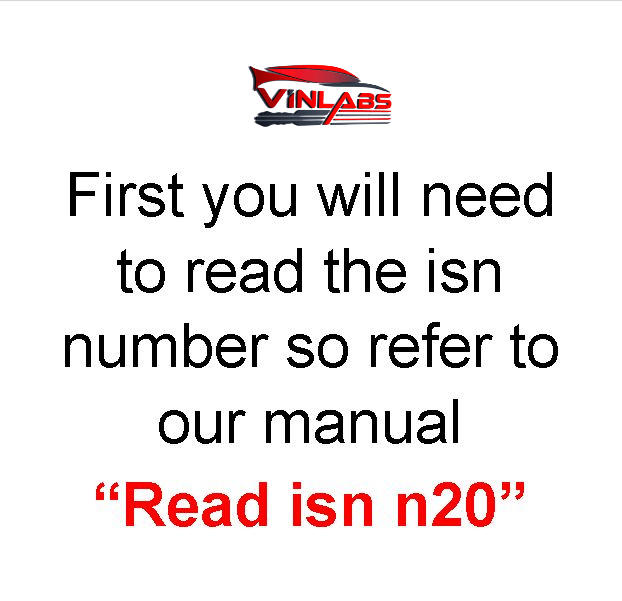 VINLABS
First you will need
to read the isn
number so refer to
our manual
“Read isn n20”